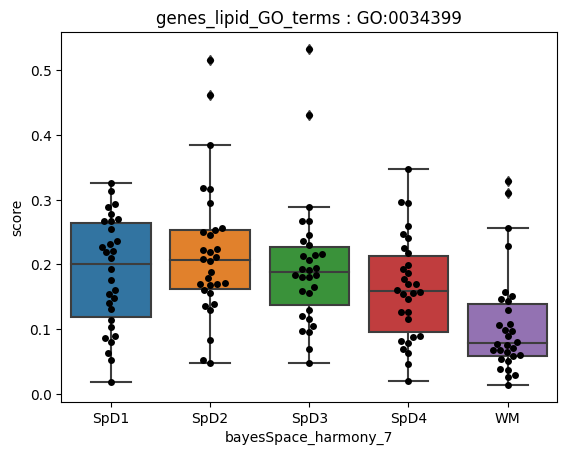 genes_lipid_GO_terms : GO:0034399
score
0.5
0.4
0.3
0.2
0.1
0.0
SpD1 SpD2 SpD3 SpD4 WM
bayesSpace_harmony_7